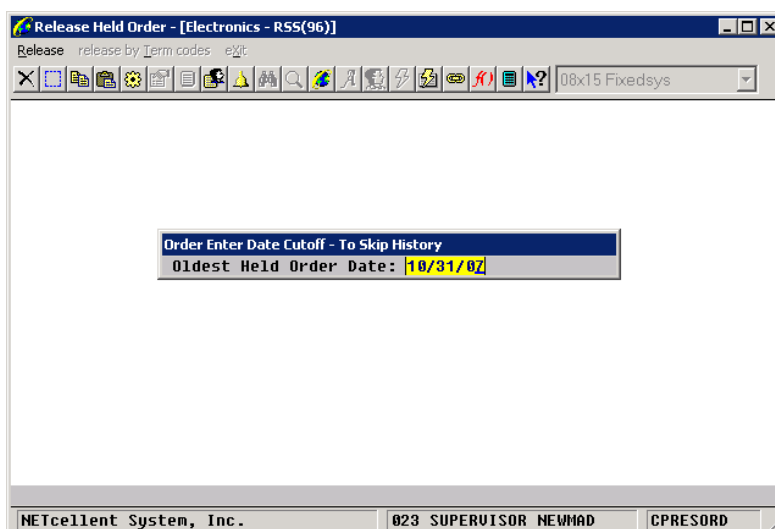 Release Held Order - [Electronics - RS5(96)]
Release release by Term codes eXit
08x15 Fixedsys
Order Enter Date Cutoff - To Skip History
Oldest Held Order Date: 10/31/07
NETcellent System, Inc. 023 SUPERVISOR NEWMAD CPRESORD